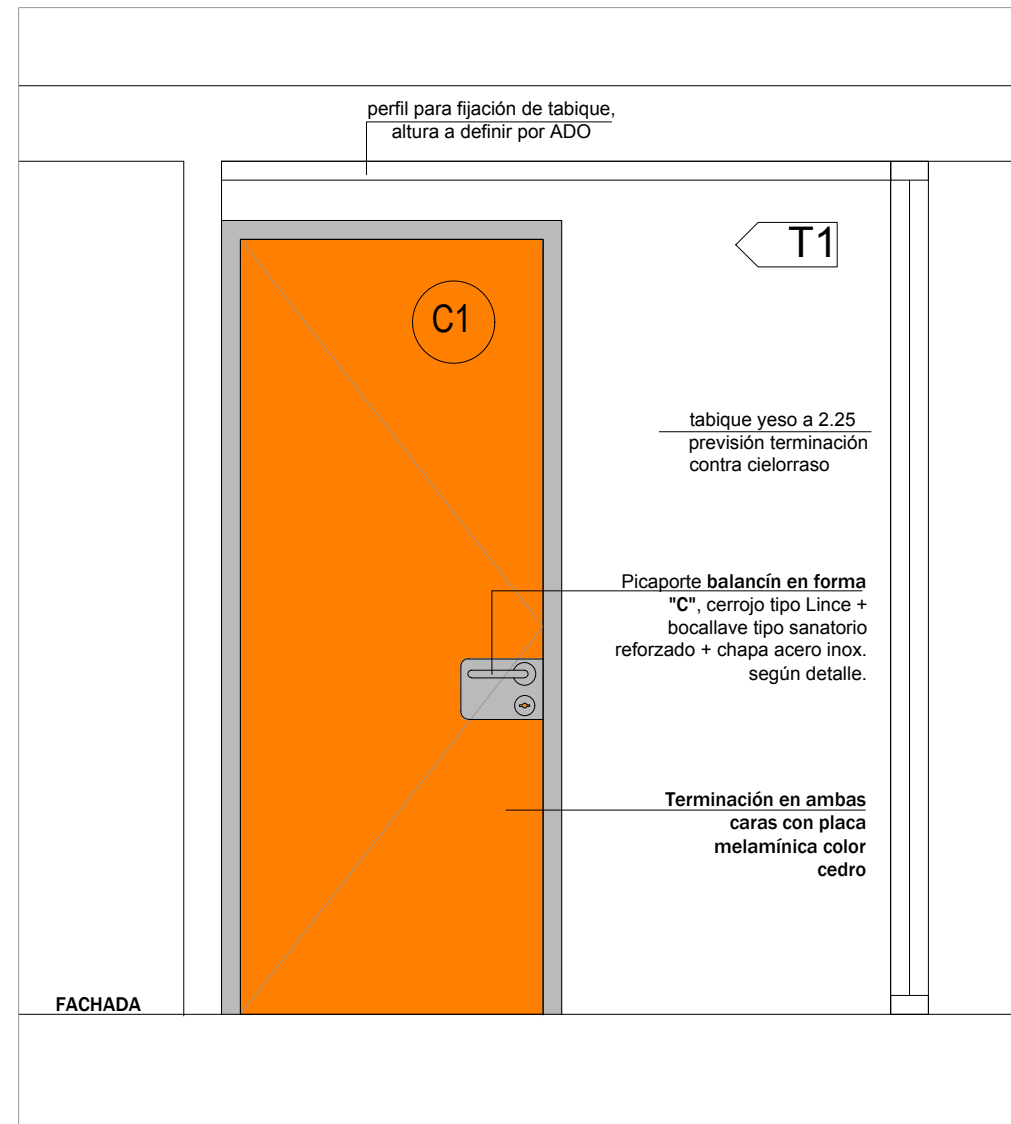 perfil para fijación de tabique,
altura a definir por ADO
T1
C1
tabique yeso a 2.25
previsión terminación
contra cielorraso
Picaporte balancín en forma
"C", cerrojo tipo Lince +
bocallave tipo sanatorio
reforzado + chapa acero inox.
según detalle.
Terminación en ambas
caras con placa
melamínica color
cedro
FACHADA